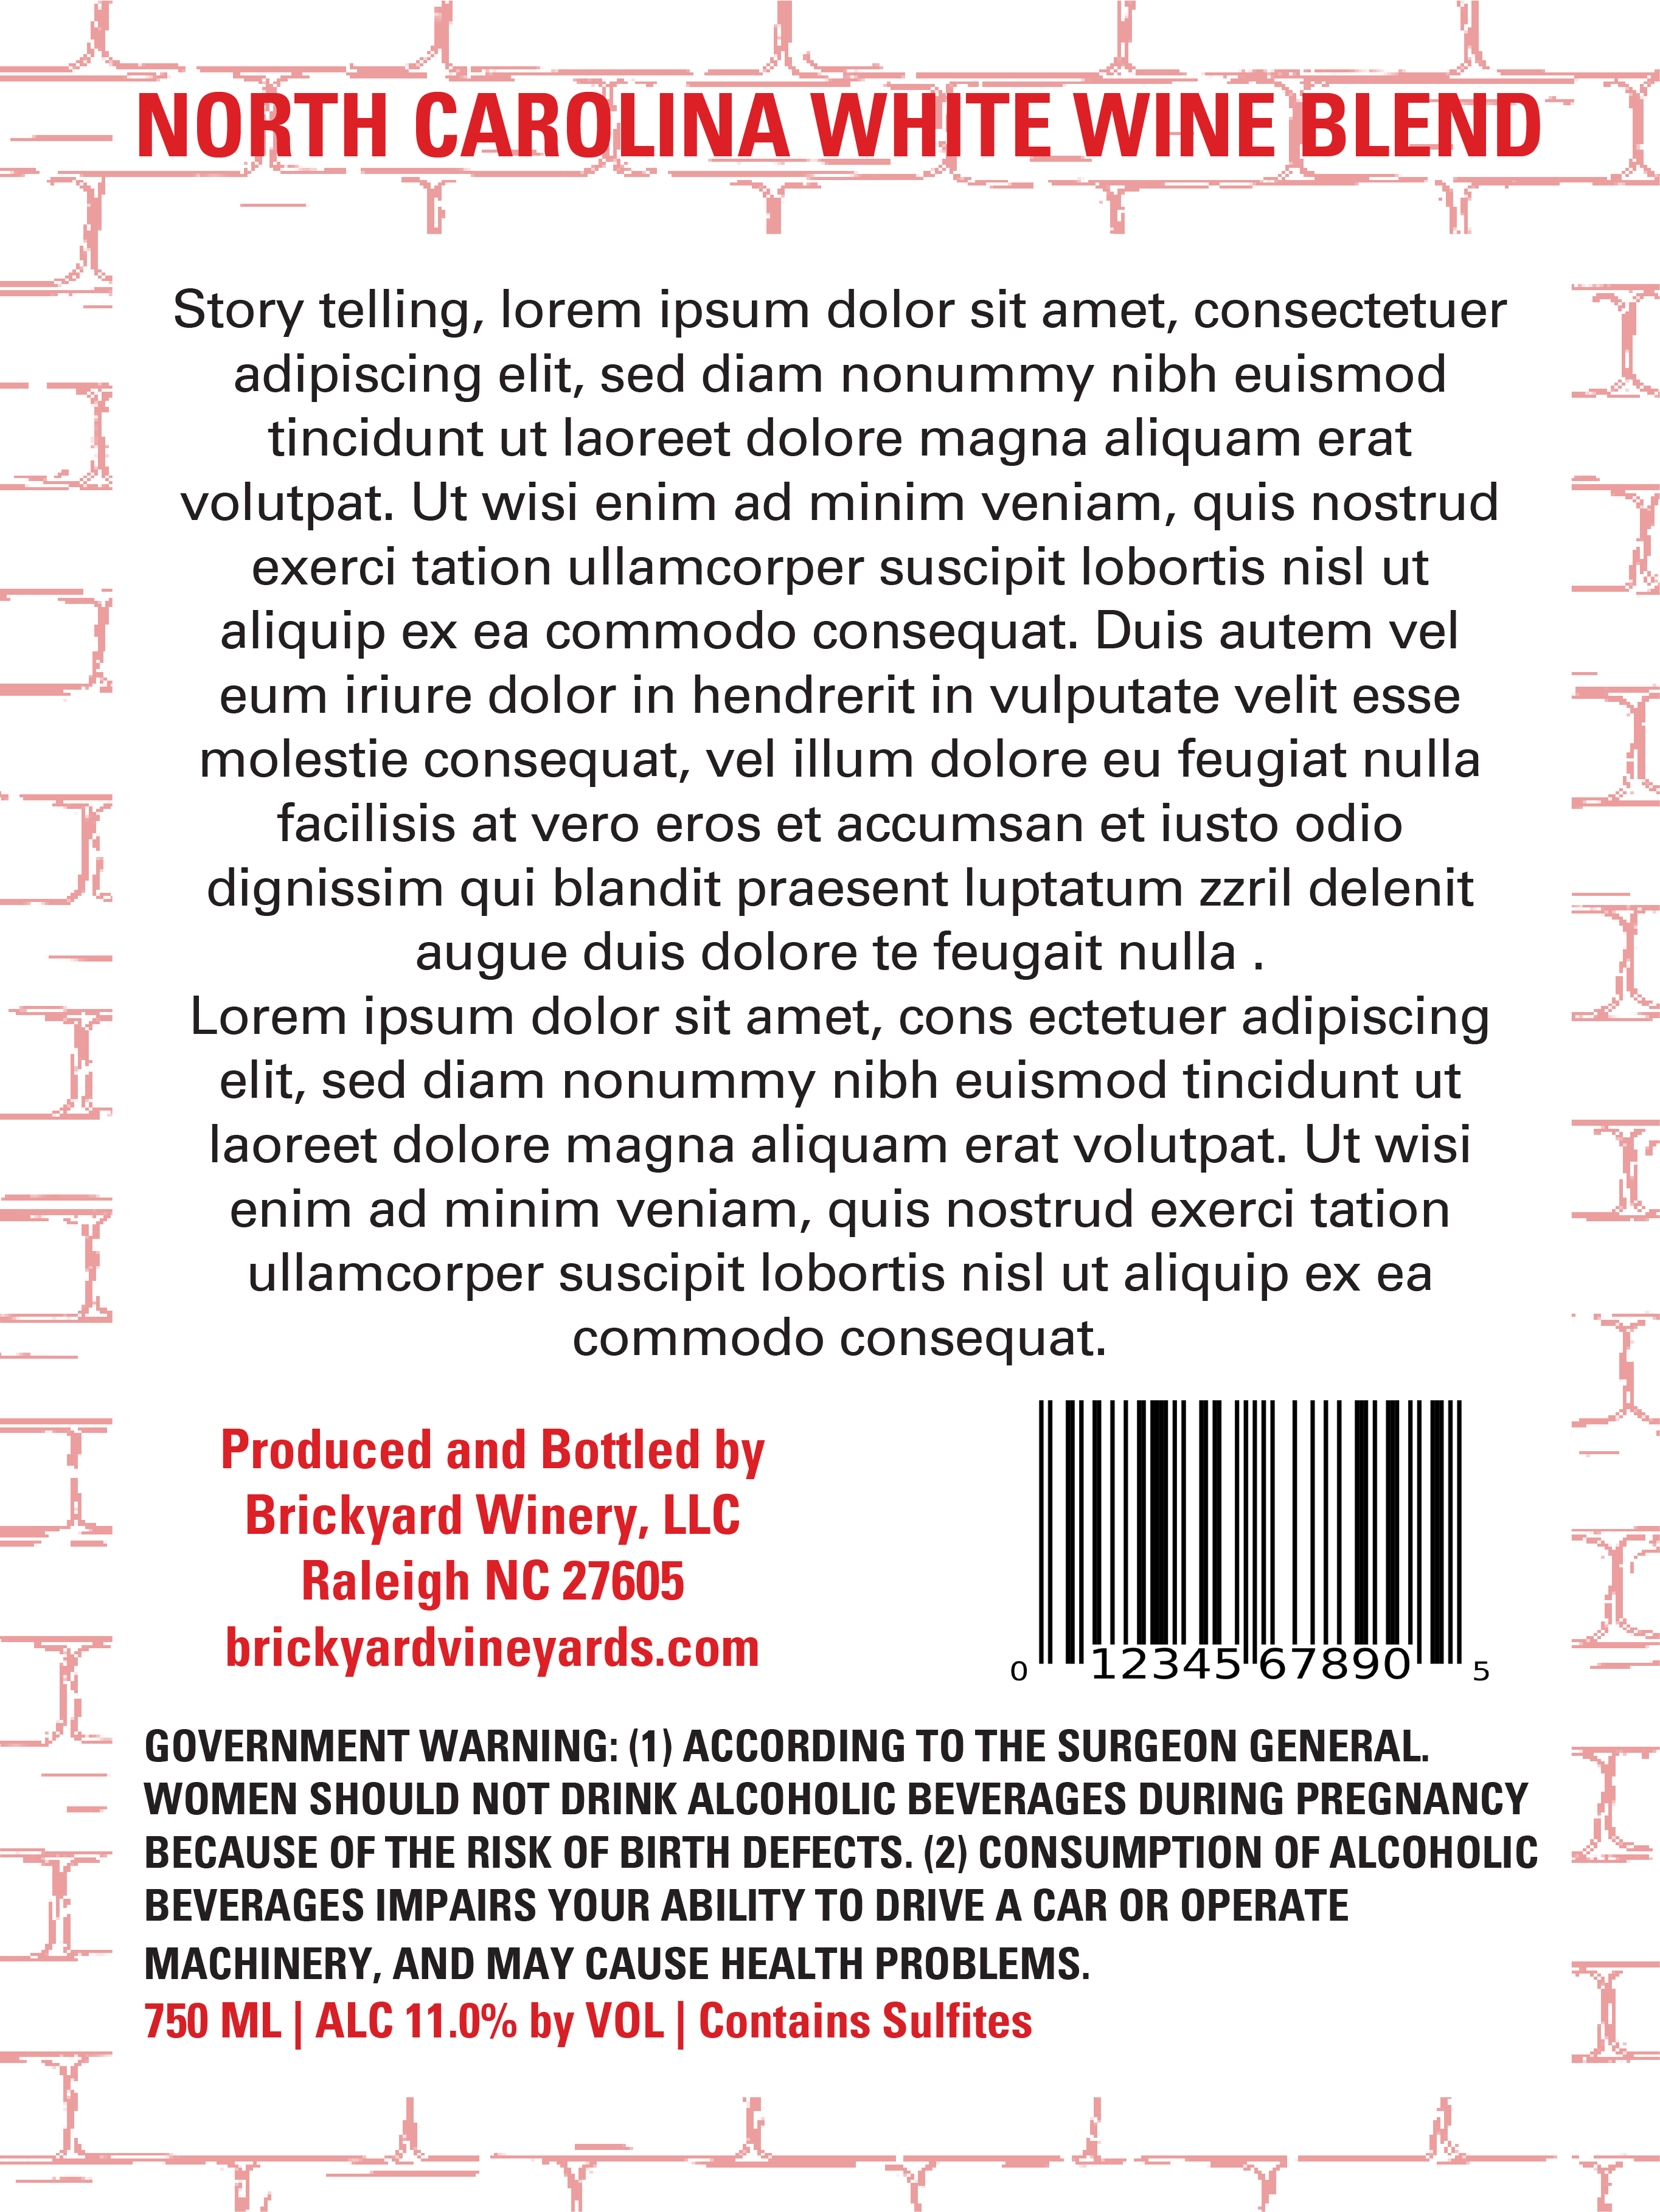 NORTH CAROLINA WHITE WINE BLEND
Story telling, lorem ipsum dolor sit amet, consectetuer
adipiscing elit, sed diam nonummy nibh euismod
tincidunt ut laoreet dolore magna aliquam erat
volutpat. Ut wisi enim ad minim veniam, quis nostrud
exerci tation ullamcorper suscipit lobortis nisl ut
aliquip ex ea commodo consequat. Duis autem vel
eum iriure dolor in hendrerit in vulputate velit esse
molestie consequat, vel illum dolore eu feugiat nulla
facilisis at vero eros et accumsan et iusto odio
dignissim qui blandit praesent luptatum zzril delenit
augue duis dolore te feugait nulla .
Lorem ipsum dolor sit amet, cons ectetuer adipiscing
elit, sed diam nonummy nibh euismod tincidunt ut
laoreet dolore magna aliquam erat volutpat. Ut wisi
enim ad minim veniam, quis nostrud exerci tation
ullamcorper suscipit lobortis nisl ut aliquip ex ea
commodo consequat.
Produced and Bottled by
Brickyard Winery, LLC
Raleigh NC 27605
brickyardvineyards.com
0 12345 67890 5
GOVERNMENT WARNING: (1) ACCORDING TO THE SURGEON GENERAL.
WOMEN SHOULD NOT DRINK ALCOHOLIC BEVERAGES DURING PREGNANCY
BECAUSE OF THE RISK OF BIRTH DEFECTS. (2) CONSUMPTION OF ALCOHOLIC
BEVERAGES IMPAIRS YOUR ABILITY TO DRIVE A CAR OR OPERATE
MACHINERY, AND MAY CAUSE HEALTH PROBLEMS.
750 ML | ALC 11.0% by VOL | Contains Sulfites